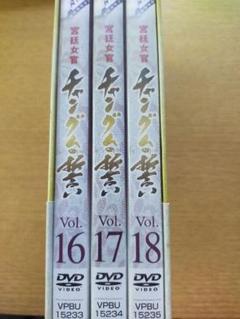 宮廷女官
チャングムの誓い
Vol.
16
DVD
VIDEO
VPBU
15233
宮廷女官
チャングムの誓い
Vol.
17
DVD
VIDEO
VPBU
15234
宮廷女官
チャングムの誓い
Vol.
18
DVD
VIDEO
VPBU
15235